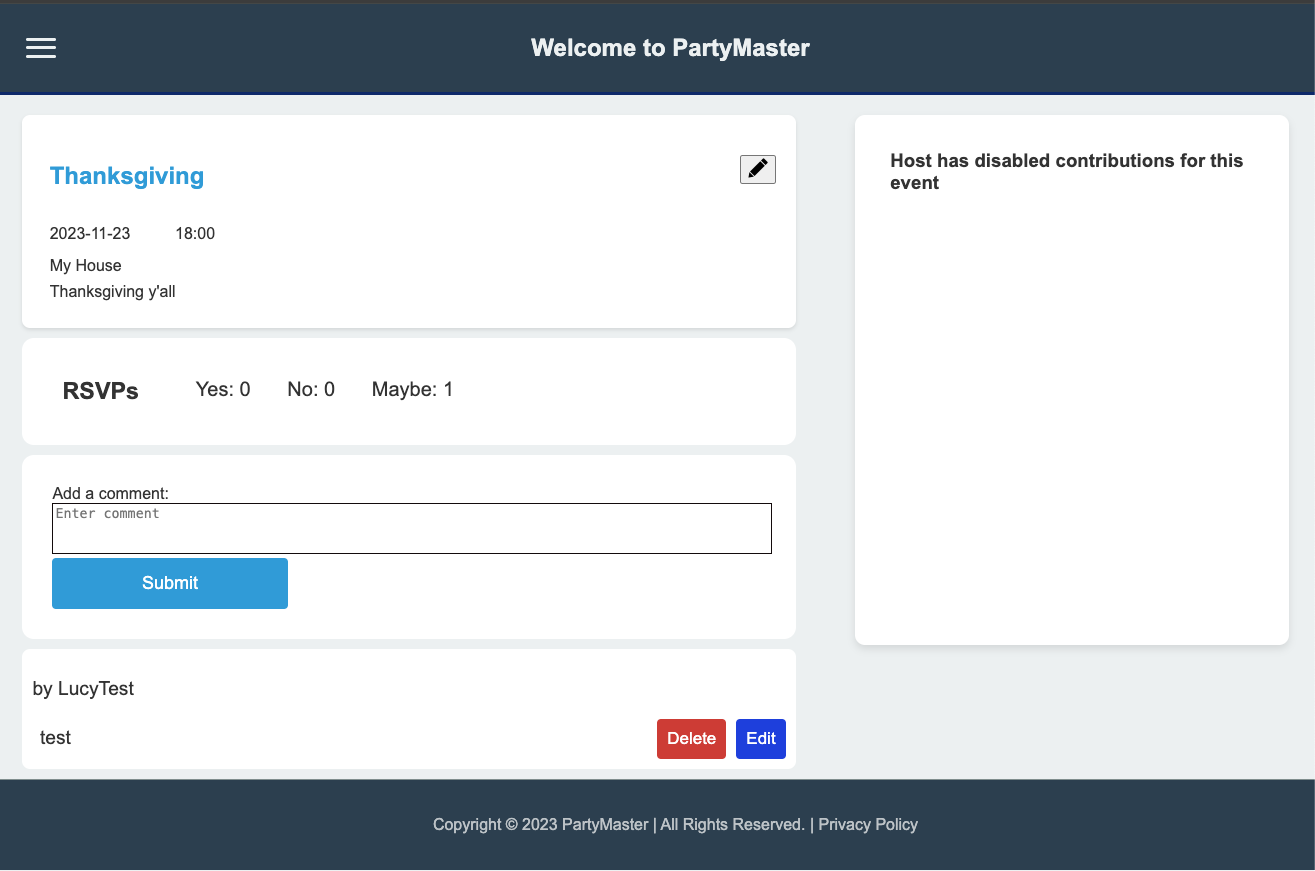 Welcome to PartyMaster
Thanksgiving
2023-11-23 18:00
My House
Thanksgiving y'all
RSVPs Yes: 0 No: 0 Maybe: 1
Add a comment:
Enter comment
Submit
by LucyTest
test
Delete Edit
Host has disabled contributions for this
event
Copyright © 2023 PartyMaster | All Rights Reserved. | Privacy Policy